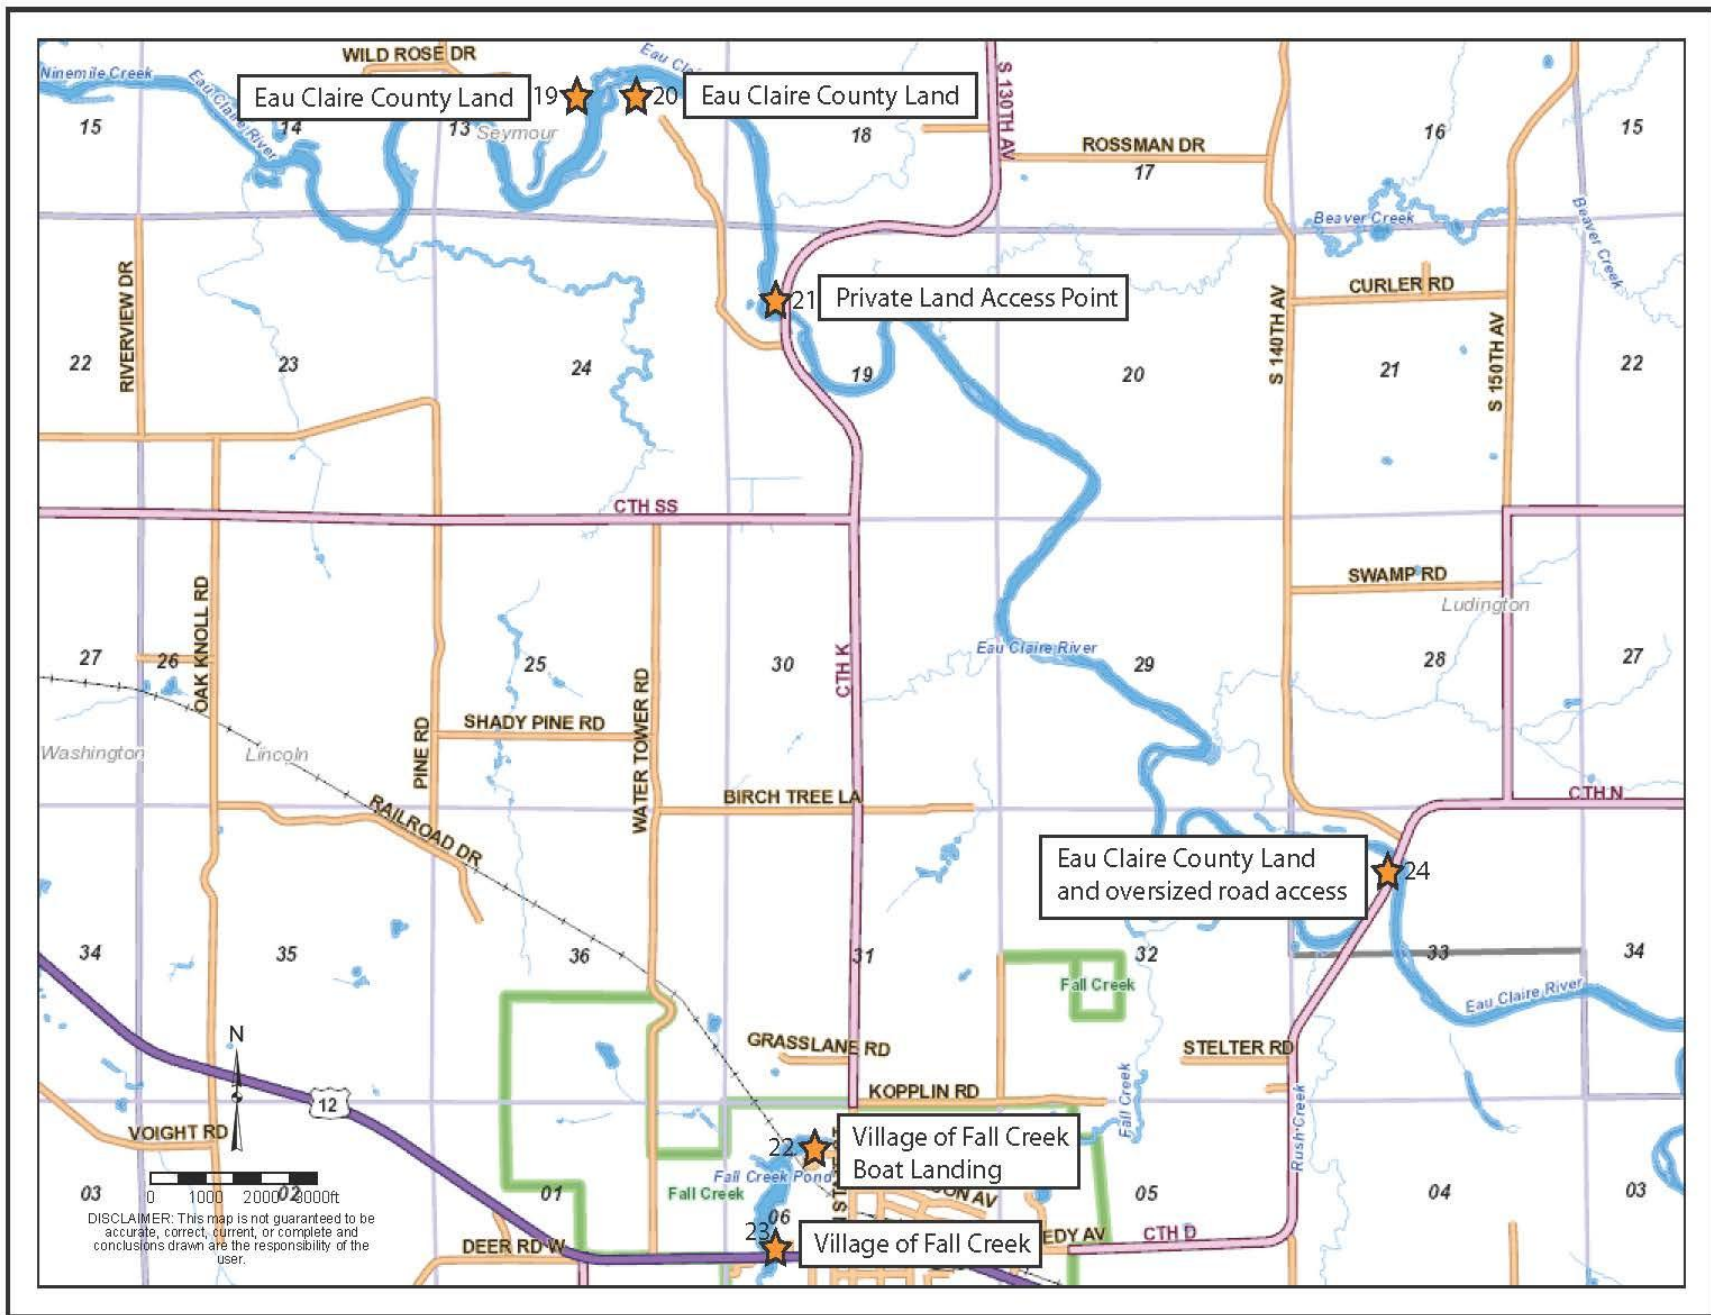 WILD ROSE DR
Ninemile Creek
Eau Claire River
Eau Cla
Eau Claire County Land
19
20
Eau Claire County Land
S 130TH AV
15
14
13
Seymour
18
ROSSMAN DR
17
16
15
Beaver Creek
Beaver Creek
RIVERVIEW DR
21
Private Land Access Point
CURLER RD
S 140TH AV
S 150TH AV
22
23
24
19
20
21
22
CTH SS
OAK KNOLL RD
SWAMP RD
Ludington
27
26
25
30
CTH K
Eau Claire River
29
28
27
WATER TOWER RD
PINE RD
SHADY PINE RD
Washington
Lincoln
RAILROAD DR
BIRCH TREE LA
CTH N
Eau Claire County Land
and oversized road access
24
34
35
36
31
32
33
34
Fall Creek
Eau Claire River
N
GRASSLANE RD
STELTER RD
12
KOPPLIN RD
Fall Creek
Rush Creek
VOIGHT RD
22
Village of Fall Creek
Boat Landing
Fall Creek Pond
Fall Creek
ON AV
03
02
01
06
05
04
03
0 1000 2000 3000ft
DISCLAIMER: This map is not guaranteed to be
accurate, correct, current, or complete and
conclusions drawn are the responsibility of the
user.
DEER RD W
23
Village of Fall Creek
EDY AV
CTH D